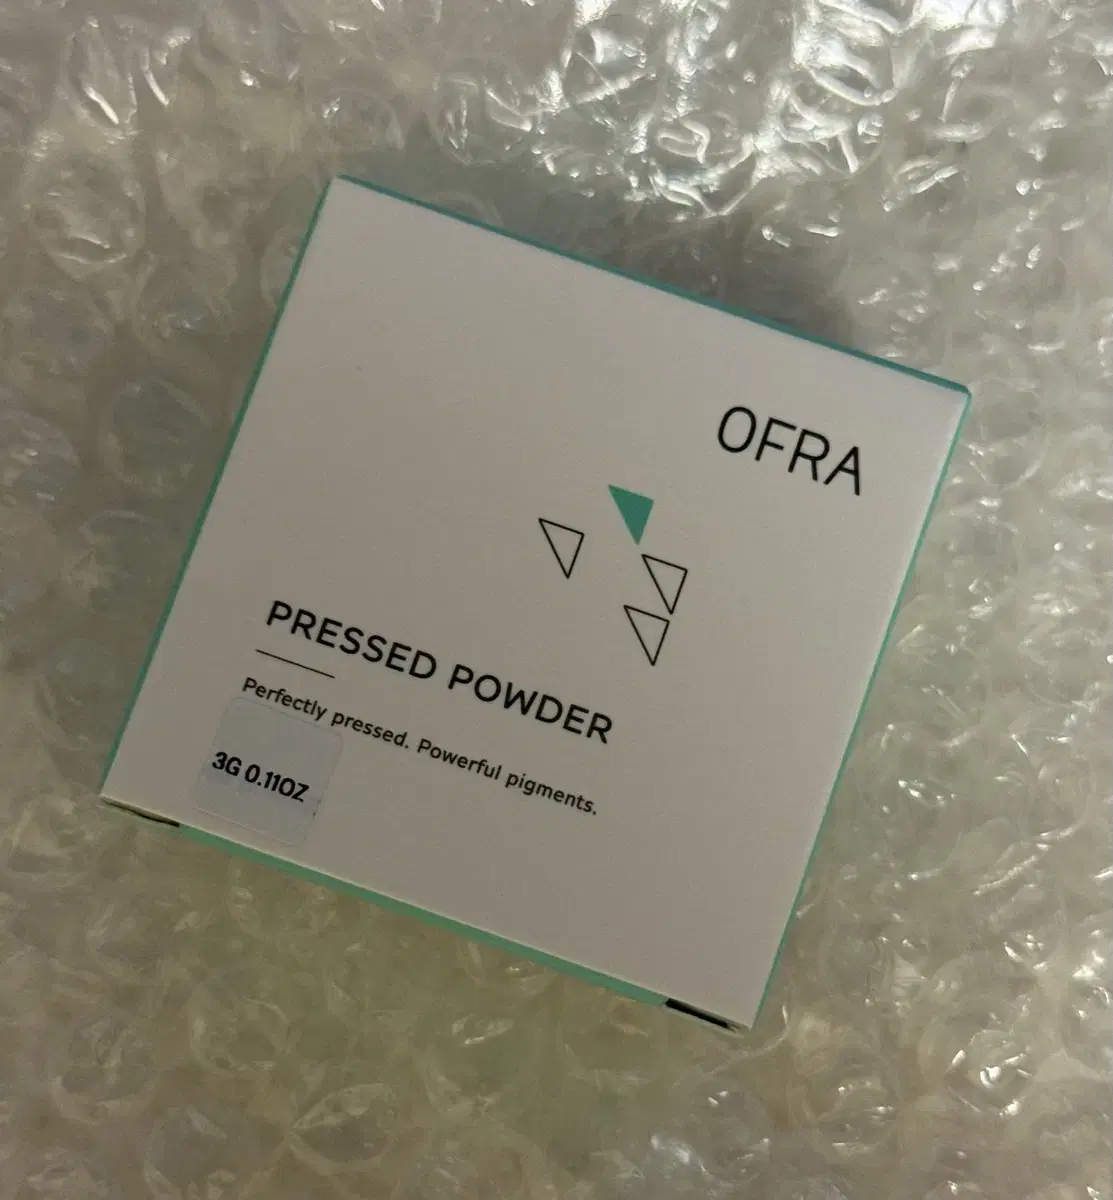 OFRA
PRESSED POWDER
Perfectly pressed. Powerful pigments.
3G 0.11OZ